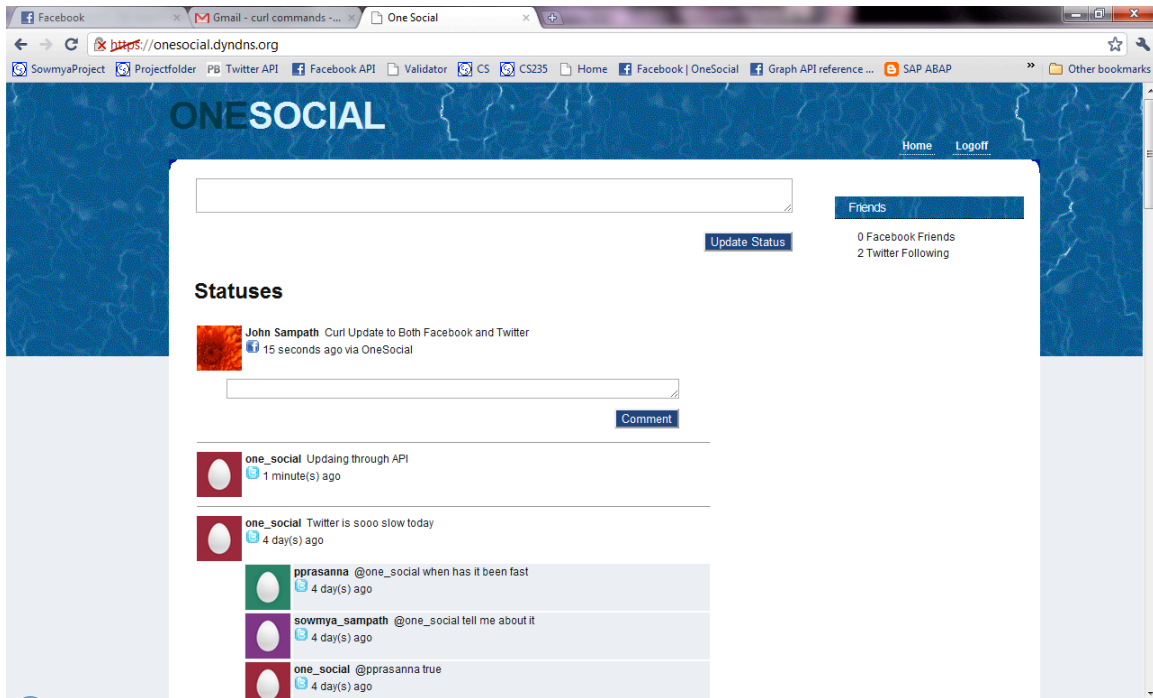 Facebook
Gmail - curl commands -...
One Social
https://onesocial.dyndns.org
SowmyaProject Projectfolder PB Twitter API Facebook API Validator CS CS235 Home Facebook | OneSocial Graph API reference ... SAP ABAP » Other bookmarks
ONESOCIAL
Home Logoff
Update Status
Friends
0 Facebook Friends
2 Twitter Following
Statuses
John Sampath Curl Update to Both Facebook and Twitter
15 seconds ago via OneSocial
Comment
one_social Updaing through API
1 minute(s) ago
one_social Twitter is sooo slow today
4 day(s) ago
pprasanna @one_social when has it been fast
4 day(s) ago
sowmya_sampath @one_social tell me about it
4 day(s) ago
one_social @pprasanna true
4 day(s) ago